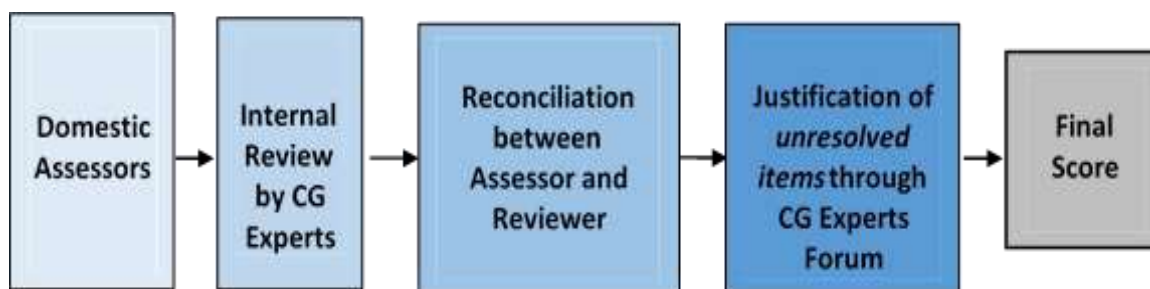 Domestic
Assessors
Internal
Review
by CG
Experts
Reconciliation
between
Assessor and
Reviewer
Justification of
unresolved
items through
CG Experts
Forum
Final
Score